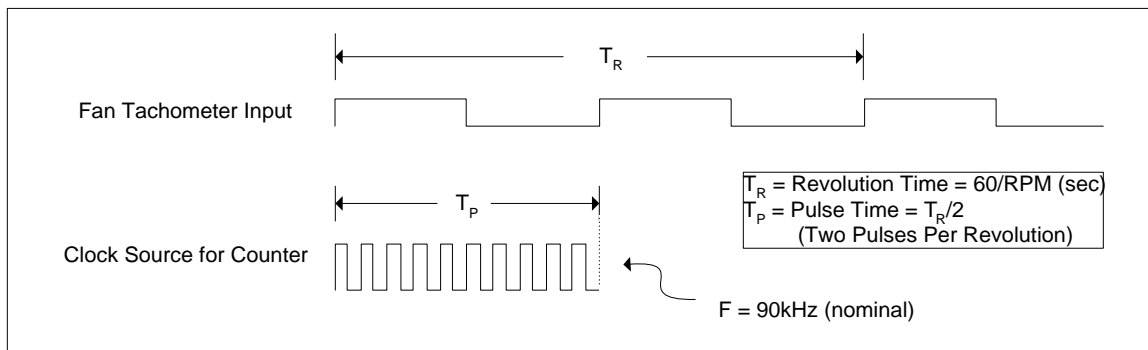 T_R
Fan Tachometer Input
T_R = Revolution Time = 60/RPM (sec)
T_P = Pulse Time = T_R/2
(Two Pulses Per Revolution)
T_P
Clock Source for Counter
F = 90kHz (nominal)